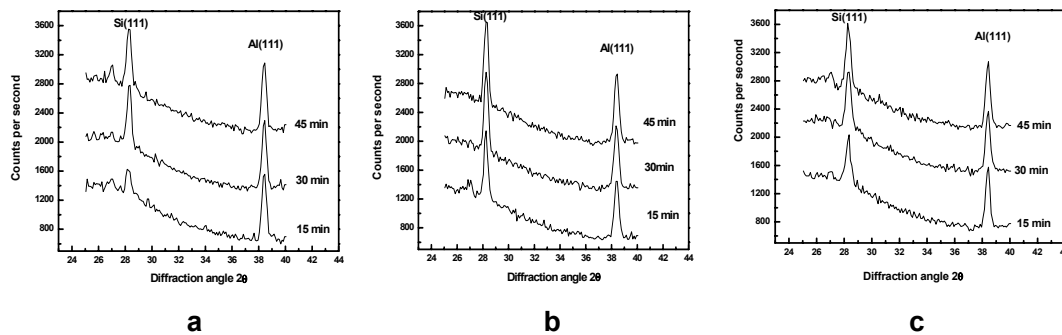 3600
3200
2800
2400
2000
1600
1200
800
Counts per second
Si(111)
Al(111)
45 min
30 min
15 min
24 26 28 30 32 34 36 38 40 42 44
Diffraction angle 2θ
a
3600
3200
2800
2400
2000
1600
1200
800
Counts per second
Si(111)
Al(111)
45 min
30min
15 min
24 26 28 30 32 34 36 38 40 42 44
Diffraction angle 2θ
b
3600
3200
2800
2400
2000
1600
1200
800
Counts per second
Si(111)
Al(111)
45 min
30 min
15 min
24 26 28 30 32 34 36 38 40 42 44
Diffraction angle 2θ
c